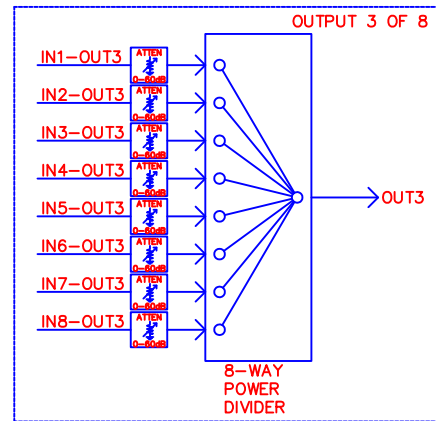 OUTPUT 3 OF 8
IN1-OUT3
ATTEN
0-60dB
IN2-OUT3
ATTEN
0-60dB
IN3-OUT3
ATTEN
0-60dB
IN4-OUT3
ATTEN
0-60dB
IN5-OUT3
ATTEN
0-60dB
IN6-OUT3
ATTEN
0-60dB
IN7-OUT3
ATTEN
0-60dB
IN8-OUT3
ATTEN
0-60dB
OUT3
8-WAY
POWER
DIVIDER